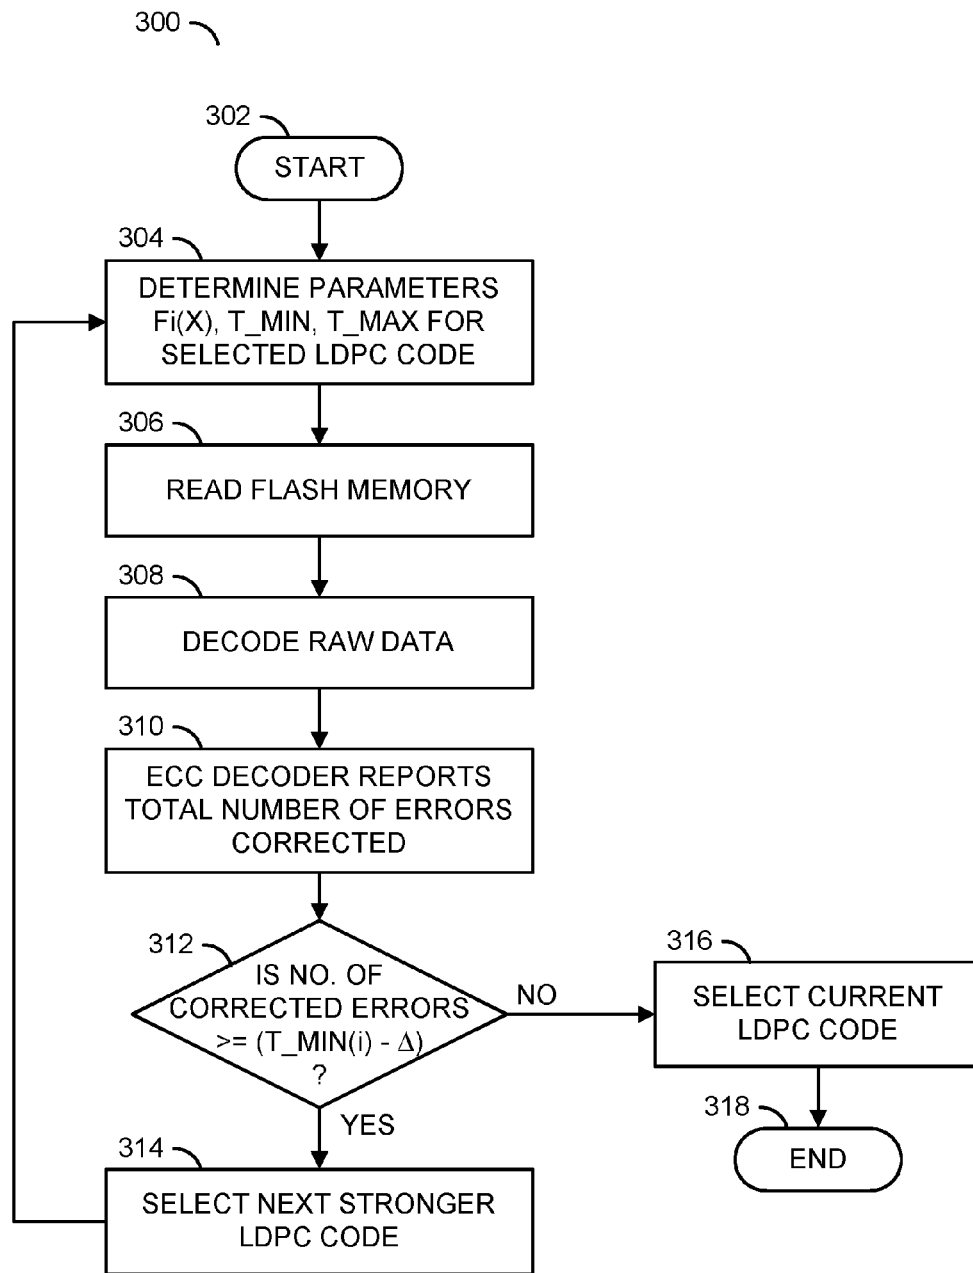 300
302
START
304
DETERMINE PARAMETERS
Fi(X), T_MIN, T_MAX FOR
SELECTED LDPC CODE
306
READ FLASH MEMORY
308
DECODE RAW DATA
310
ECC DECODER REPORTS
TOTAL NUMBER OF ERRORS
CORRECTED
312
IS NO. OF
CORRECTED ERRORS
>= (T_MIN(i) - Δ)
?
NO
YES
316
SELECT CURRENT
LDPC CODE
318
END
314
SELECT NEXT STRONGER
LDPC CODE